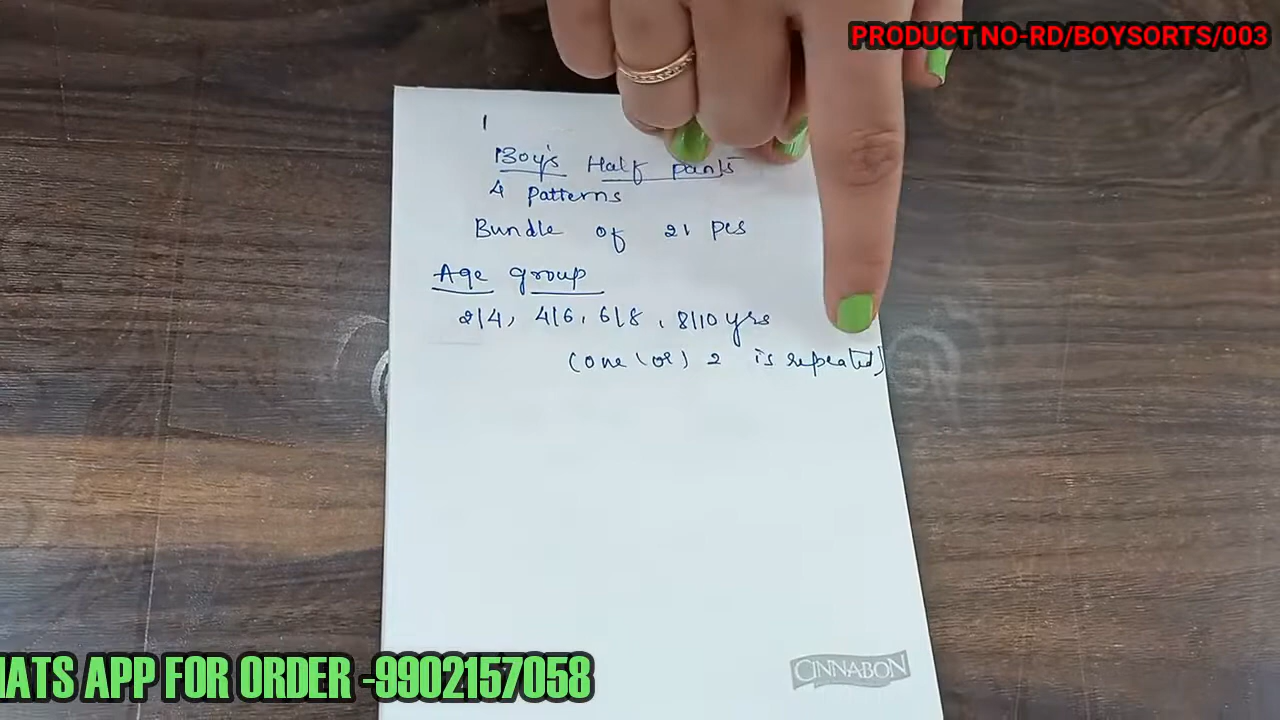 PRODUCT NO-RD/BOYSORTS/003
1
Boy's Half pants
4 patterns
Bundle of 21 pcs
Age group
2/4, 4/6, 6/8, 8/10 yrs
(one (or) 2 is repeated)
CINNABON
HATS APP FOR ORDER -9902157058